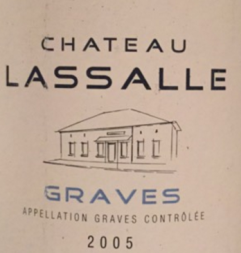 CHATEAU
LASSALLE
GRAVES
APPELLATION GRAVES CONTRÔLÉE
2005